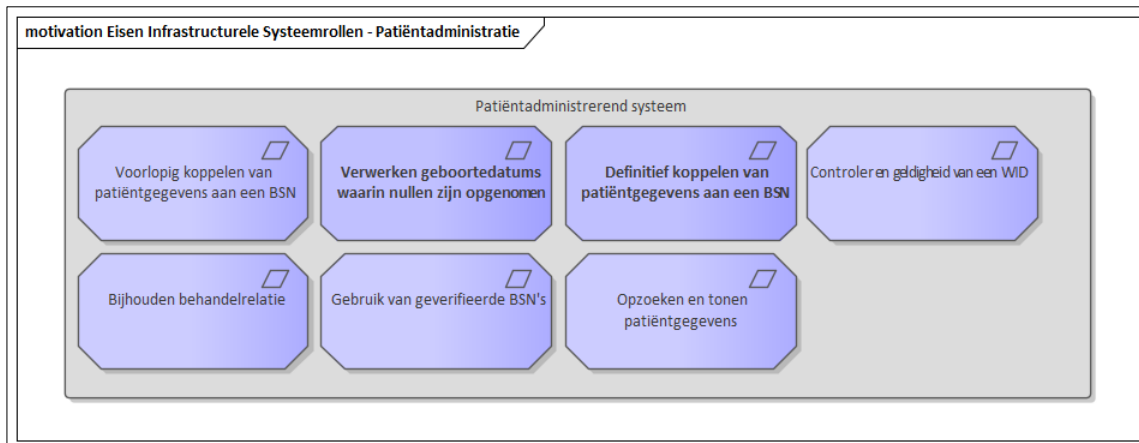 motivation Eisen Infrastructurele Systeemrollen - Patiëntadministratie
Patiëntadministrerend systeem
Voorlopig koppelen van
patiëntgegevens aan een BSN
Verwerken geboortedatums
waarin nullen zijn opgenomen
Definitief koppelen van
patiëntgegevens aan een BSN
Controleren geldigheid van een WID
Bijhouden behandelrelatie
Gebruik van geverifieerde BSN's
Opzoeken en tonen
patiëntgegevens